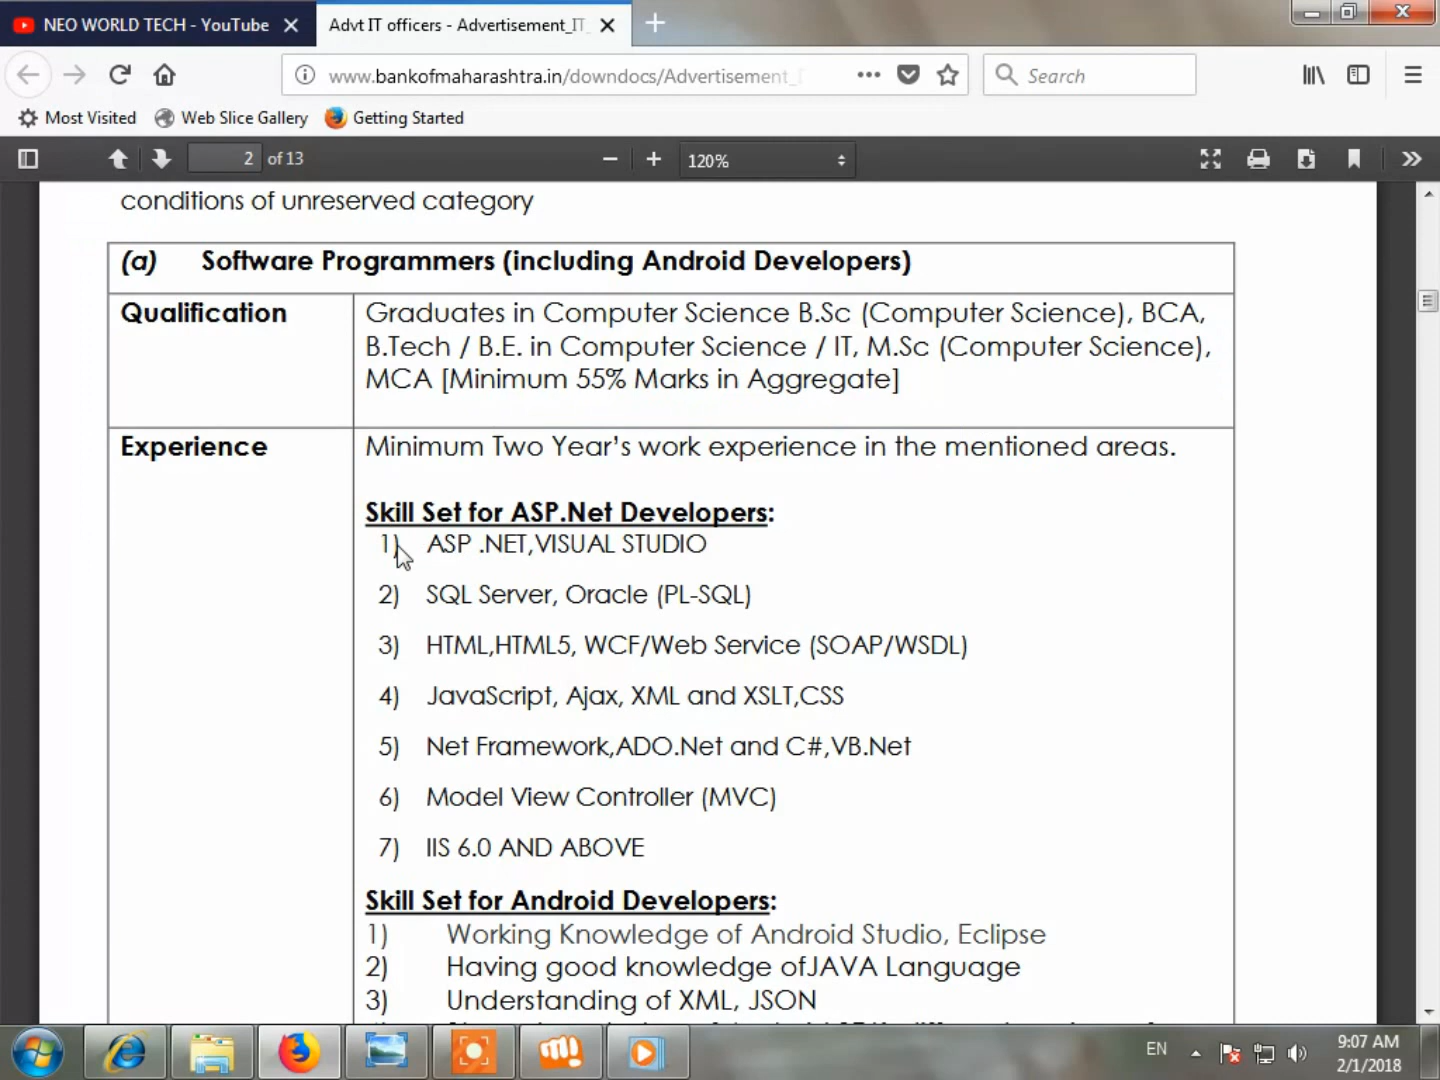 NEO WORLD TECH - YouTube
Advt IT officers - Advertisement_IT_
www.bankofmaharashtra.in/downdocs/Advertisement_
Search
Most Visited
Web Slice Gallery
Getting Started
2 of 13
120%
conditions of unreserved category
(a) Software Programmers (including Android Developers)
Qualification
Graduates in Computer Science B.Sc (Computer Science), BCA,
B.Tech / B.E. in Computer Science / IT, M.Sc (Computer Science),
MCA [Minimum 55% Marks in Aggregate]
Experience
Minimum Two Year's work experience in the mentioned areas.
Skill Set for ASP.Net Developers:
1) ASP .NET,VISUAL STUDIO
2) SQL Server, Oracle (PL-SQL)
3) HTML,HTML5, WCF/Web Service (SOAP/WSDL)
4) JavaScript, Ajax, XML and XSLT,CSS
5) Net Framework,ADO.Net and C#,VB.Net
6) Model View Controller (MVC)
7) IIS 6.0 AND ABOVE
Skill Set for Android Developers:
1) Working Knowledge of Android Studio, Eclipse
2) Having good knowledge ofJAVA Language
3) Understanding of XML, JSON
EN
9:07 AM
2/1/2018